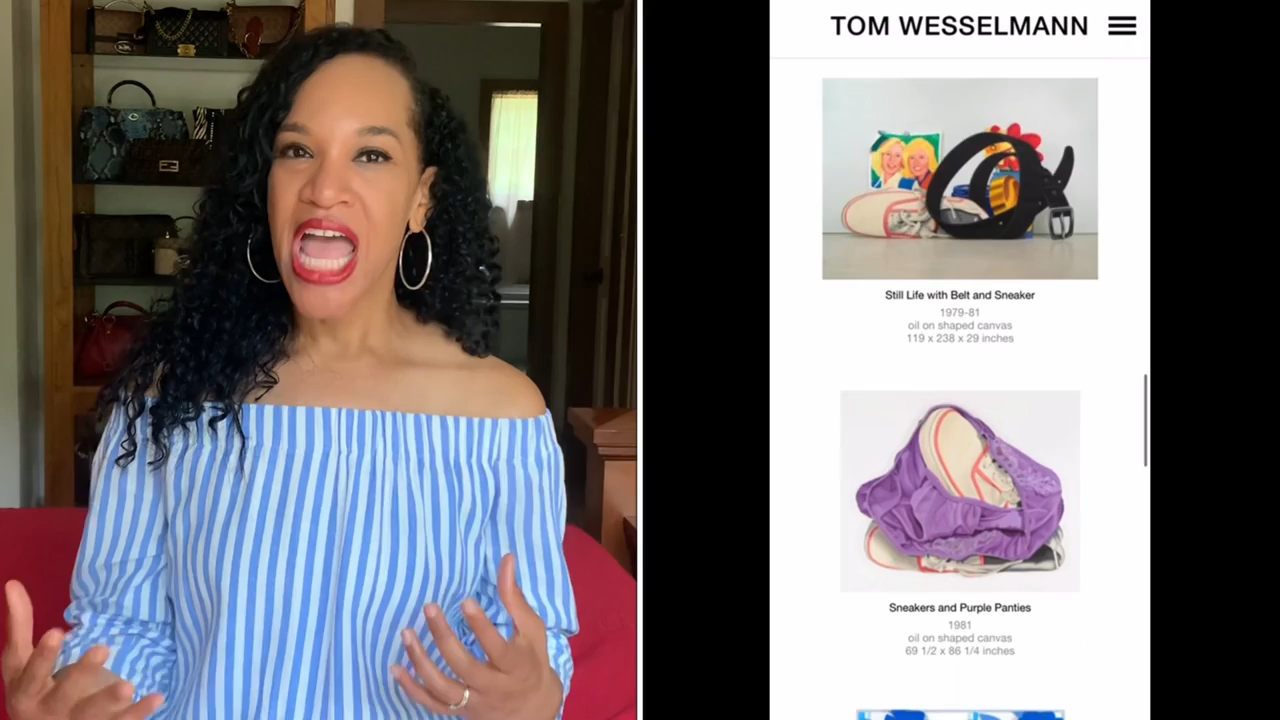 TOM WESSELMANN
Still Life with Belt and Sneaker
1979-81
oil on shaped canvas
119 x 238 x 29 inches
Sneakers and Purple Panties
1981
oil on shaped canvas
69 1/2 x 86 1/4 inches